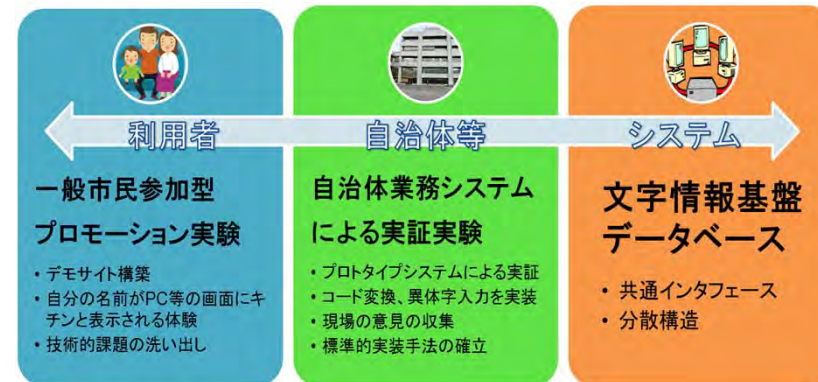 利用者
一般市民参加型
プロモーション実験
・デモサイト構築
・自分の名前がPC等の画面にキ
チンと表示される体験
・技術的課題の洗い出し
自治体等
自治体業務システム
による実証実験
・プロトタイプシステムによる実証
・コード変換、異体字入力を実装
・現場の意見の収集
・標準的実装手法の確立
システム
文字情報基盤
データベース
・共通インタフェース
・分散構造